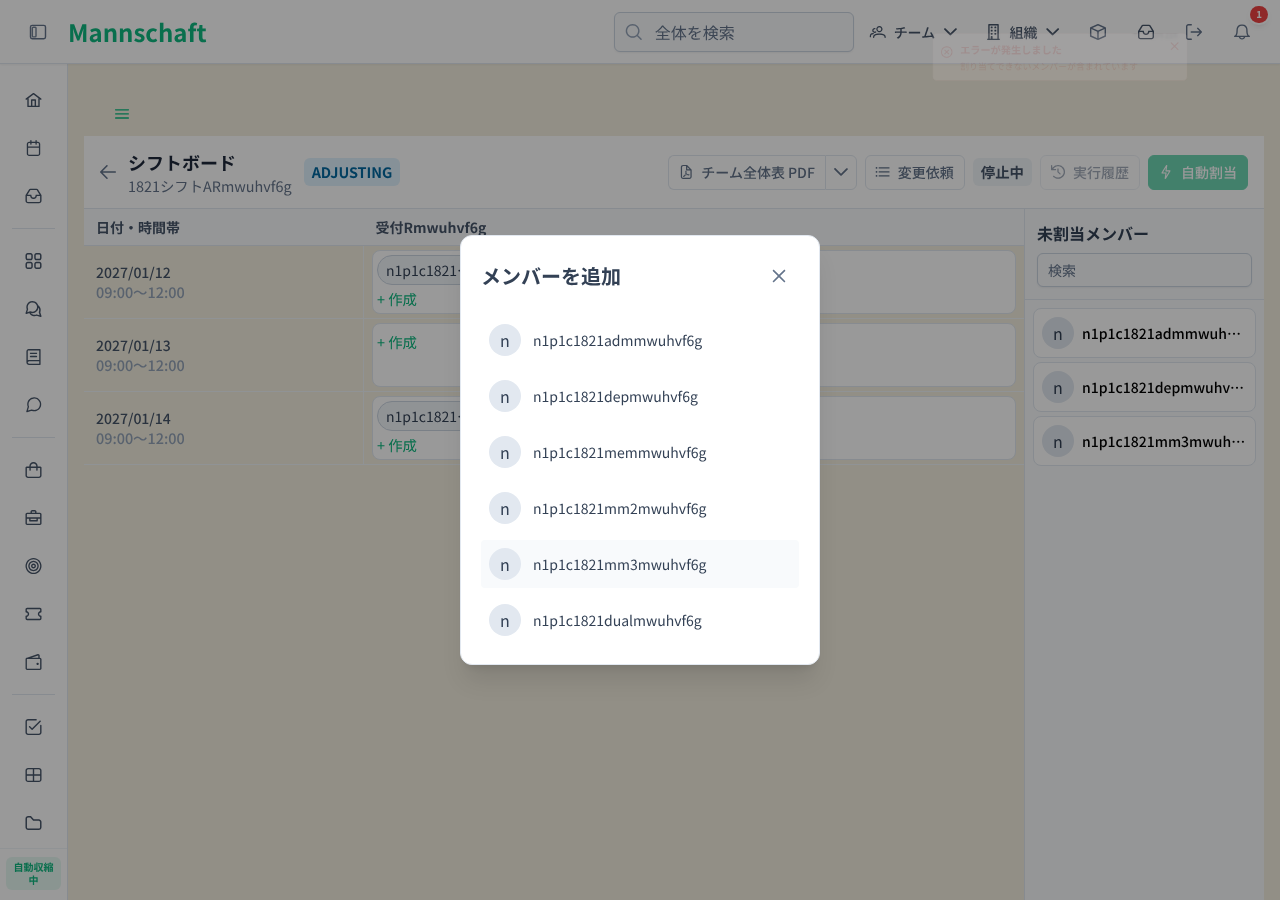 Mannschaft
全体を検索
チーム
組織
1
エラーが発生しました
シフトボード
1821シフトARmwuhvf6g
ADJUSTING
チーム全体表 PDF
変更依頼
停止中
実行履歴
自動割当
日付・時間帯
受付Rmwuhvf6g
未割当メンバー
検索
2027/01/12
09:00〜12:00
n1p1c1821
+ 作成
2027/01/13
09:00〜12:00
+ 作成
2027/01/14
09:00〜12:00
n1p1c1821
+ 作成
n1p1c1821admmwuh…
n1p1c1821depmwuhv…
n1p1c1821mm3mwuh…
n
n
n
メンバーを追加
n
n1p1c1821admmwuhvf6g
n
n1p1c1821depmwuhvf6g
n
n1p1c1821memmwuhvf6g
n
n1p1c1821mm2mwuhvf6g
n
n1p1c1821mm3mwuhvf6g
n
n1p1c1821dualmwuhvf6g
自動収縮
中